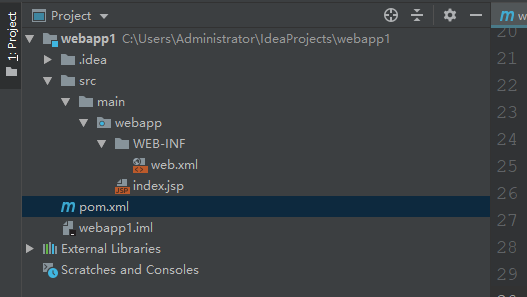 1: Project
Project
webapp1 C:\Users\Administrator\IdeaProjects\webapp1
.idea
src
main
webapp
WEB-INF
web.xml
JSP index.jsp
m pom.xml
webapp1.iml
External Libraries
Scratches and Consoles
m w
20
21
22
23
24
25
26
27
28
29